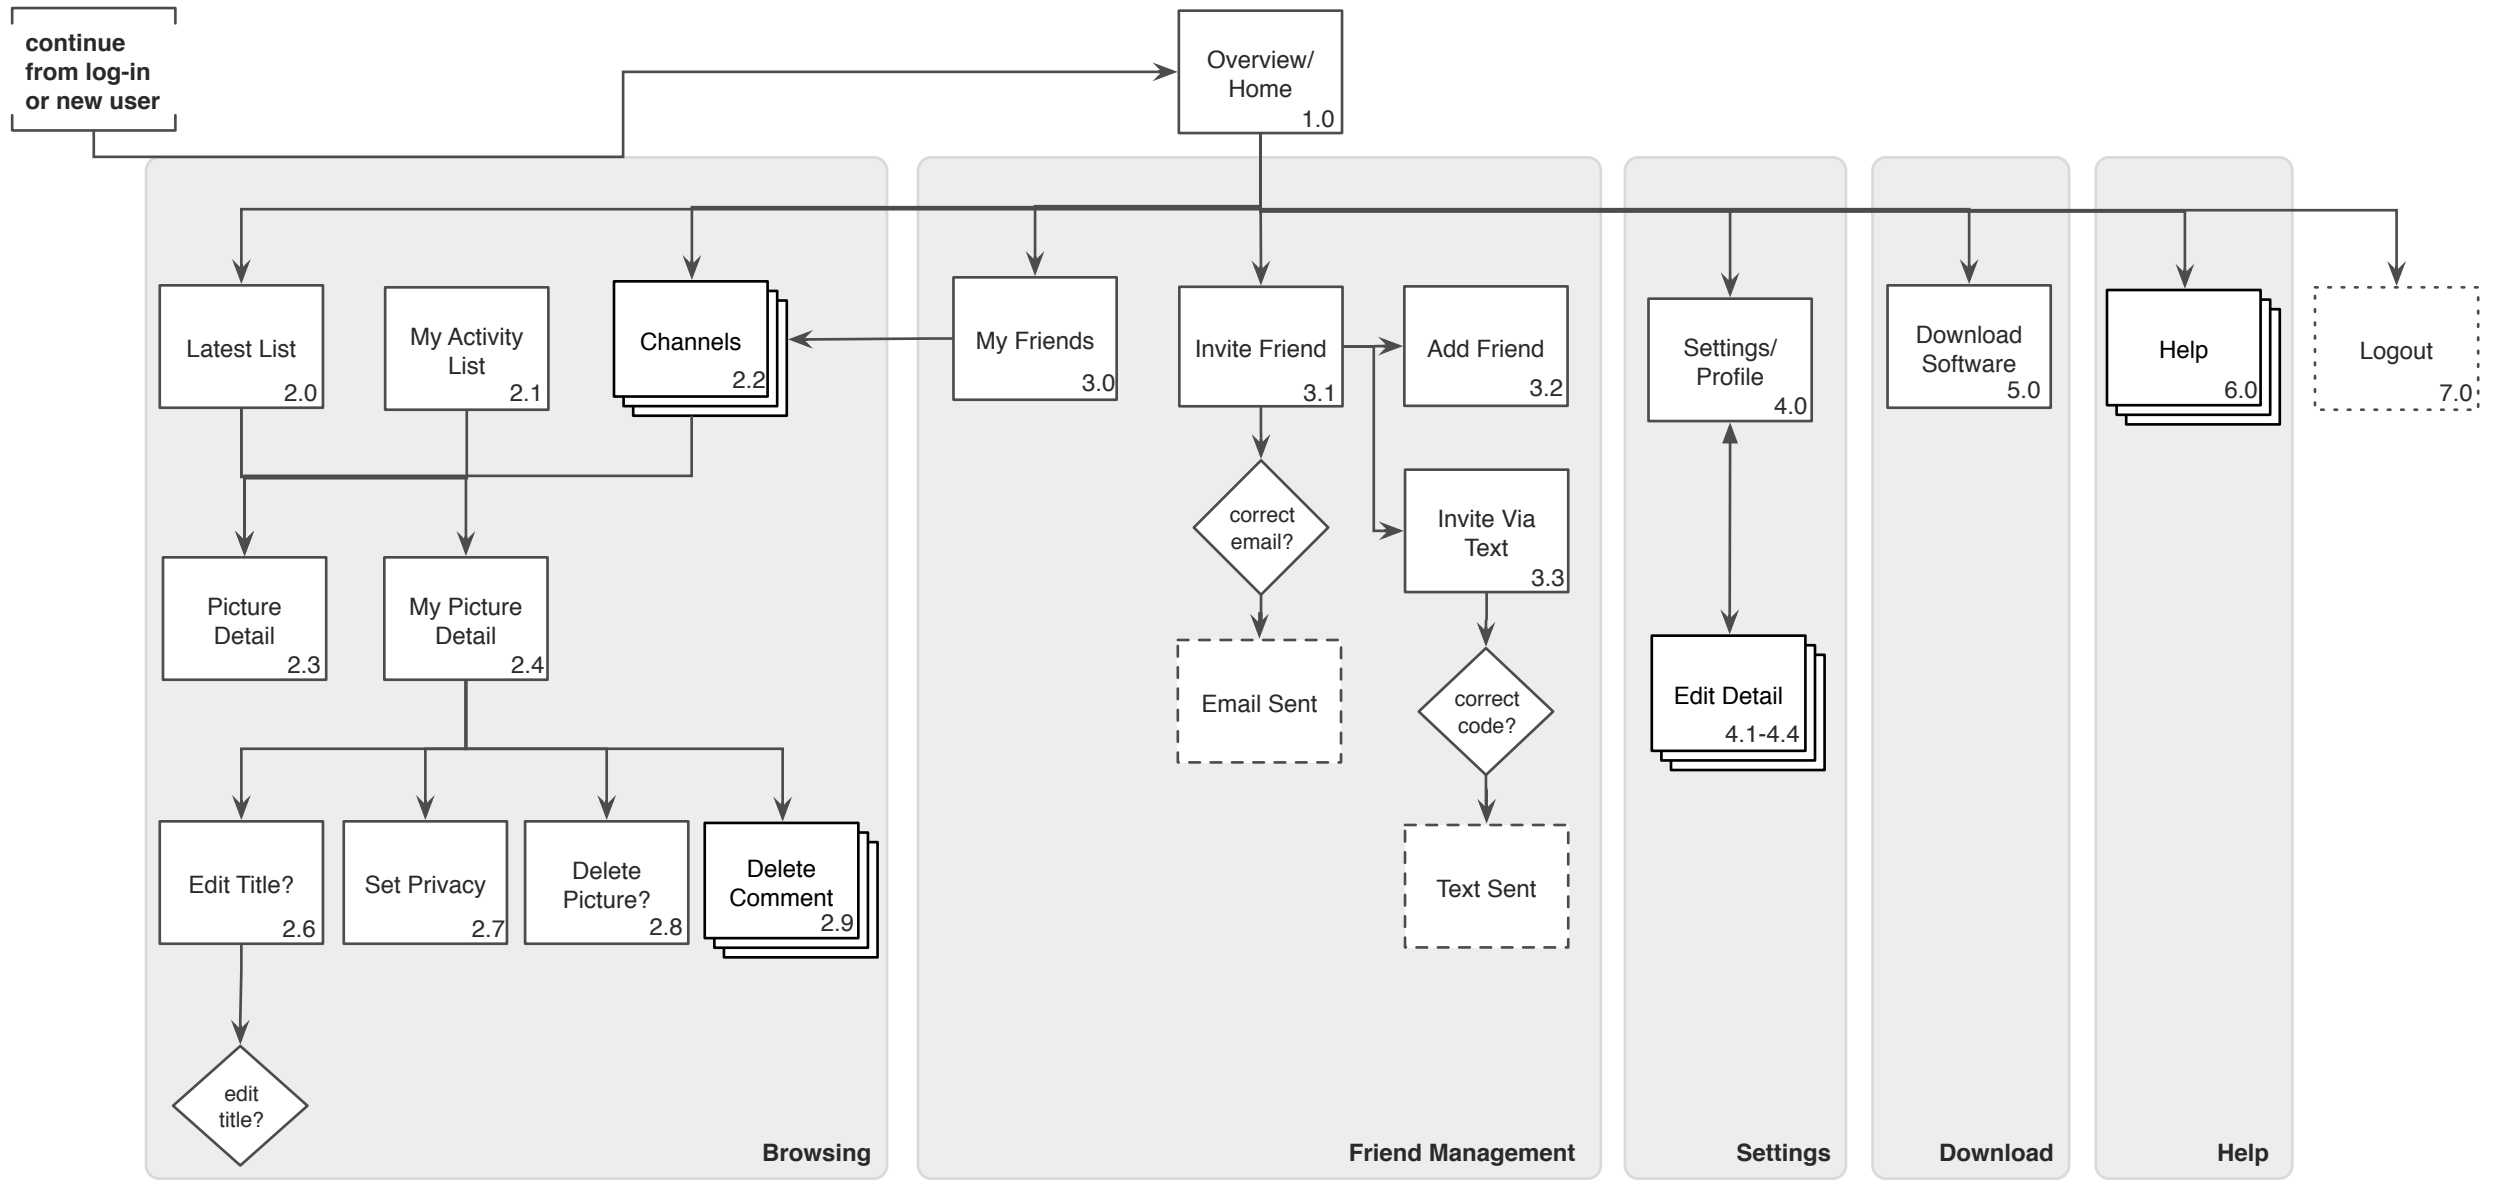 continue
from log-in
or new user
Overview/
Home
1.0
Latest List
2.0
My Activity
List
2.1
Channels
2.2
My Friends
3.0
Invite Friend
3.1
Add Friend
3.2
Settings/
Profile
4.0
Download
Software
5.0
Help
6.0
Logout
7.0
correct
email?
Invite Via
Text
3.3
Picture
Detail
2.3
My Picture
Detail
2.4
Email Sent
correct
code?
Edit Detail
4.1-4.4
Edit Title?
2.6
Set Privacy
2.7
Delete
Picture?
2.8
Delete
Comment
2.9
Text Sent
edit
title?
Browsing
Friend Management
Settings
Download
Help